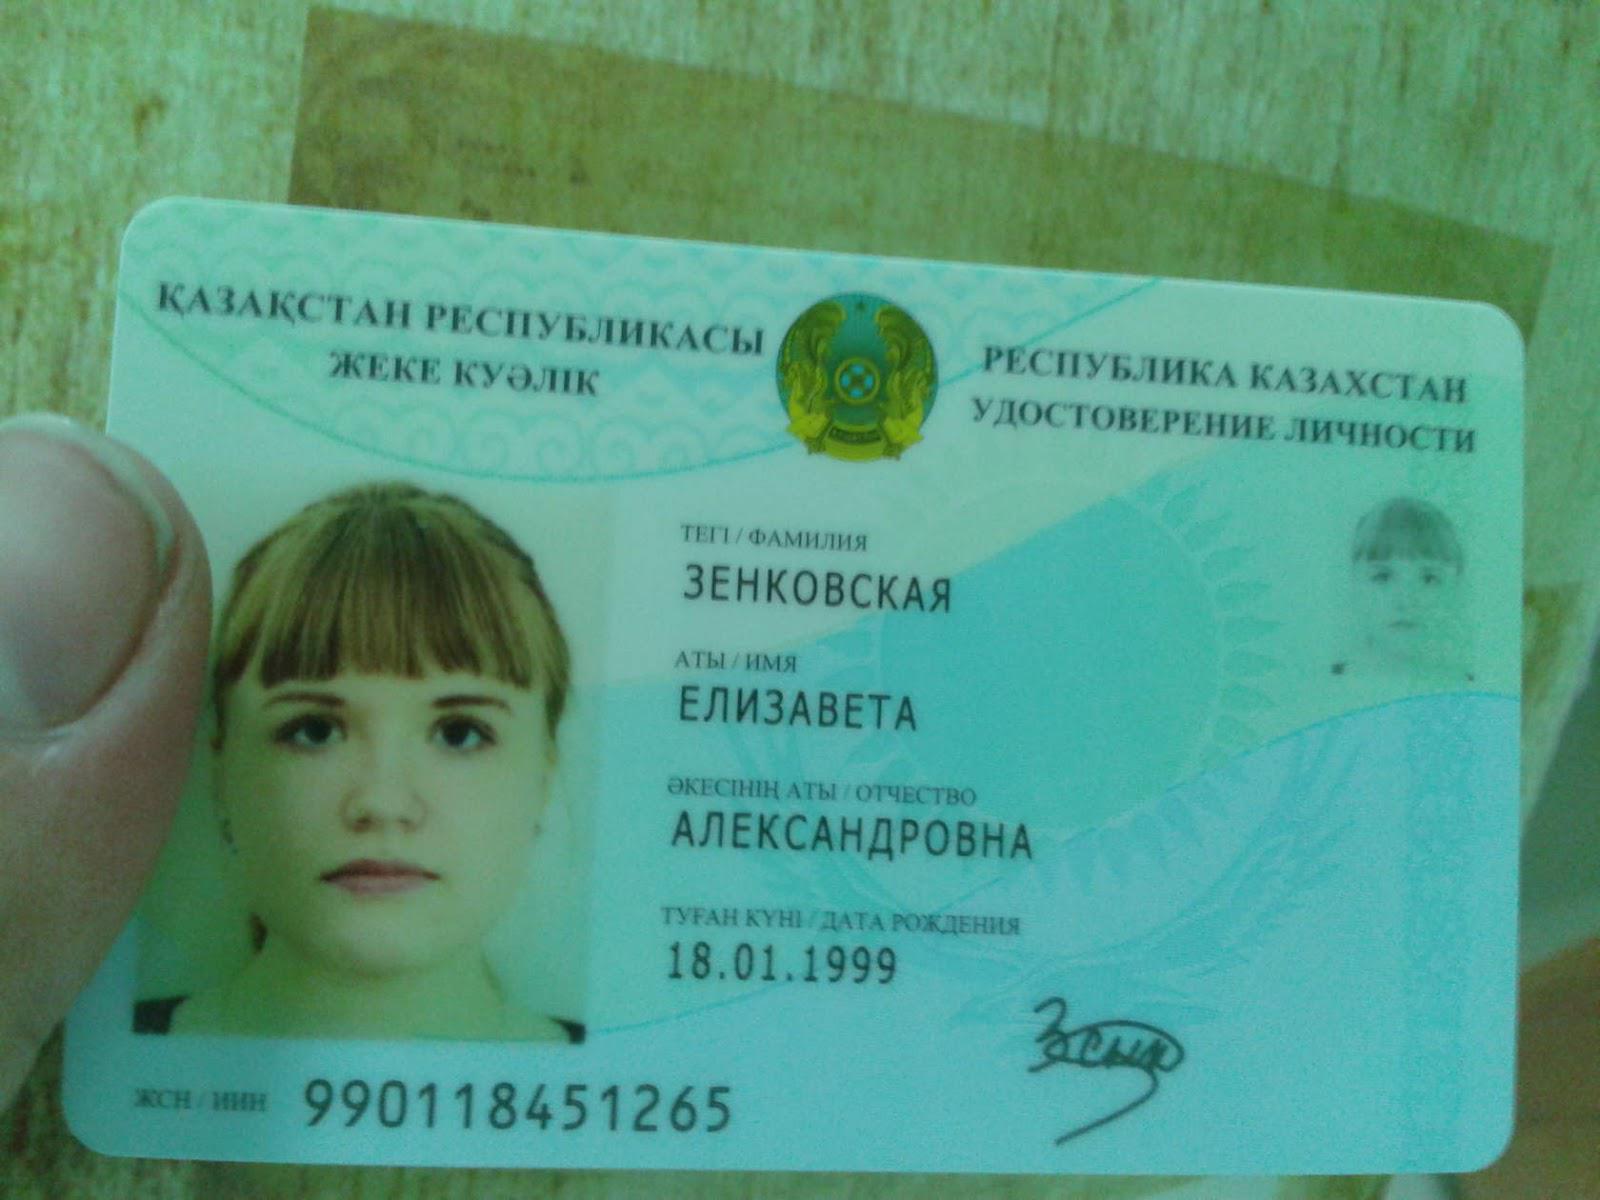 ҚАЗАҚСТАН РЕСПУБЛИКАСЫ
ЖЕКЕ КУӘЛІК
РЕСПУБЛИКА КАЗАХСТАН
УДОСТОВЕРЕНИЕ ЛИЧНОСТИ
ТЕГІ / ФАМИЛИЯ
ЗЕНКОВСКАЯ
АТЫ / ИМЯ
ЕЛИЗАВЕТА
ӘКЕСІНІҢ АТЫ / ОТЧЕСТВО
АЛЕКСАНДРОВНА
ТУҒАН КҮНІ / ДАТА РОЖДЕНИЯ
18.01.1999
ЖСН / ИИН 990118451265